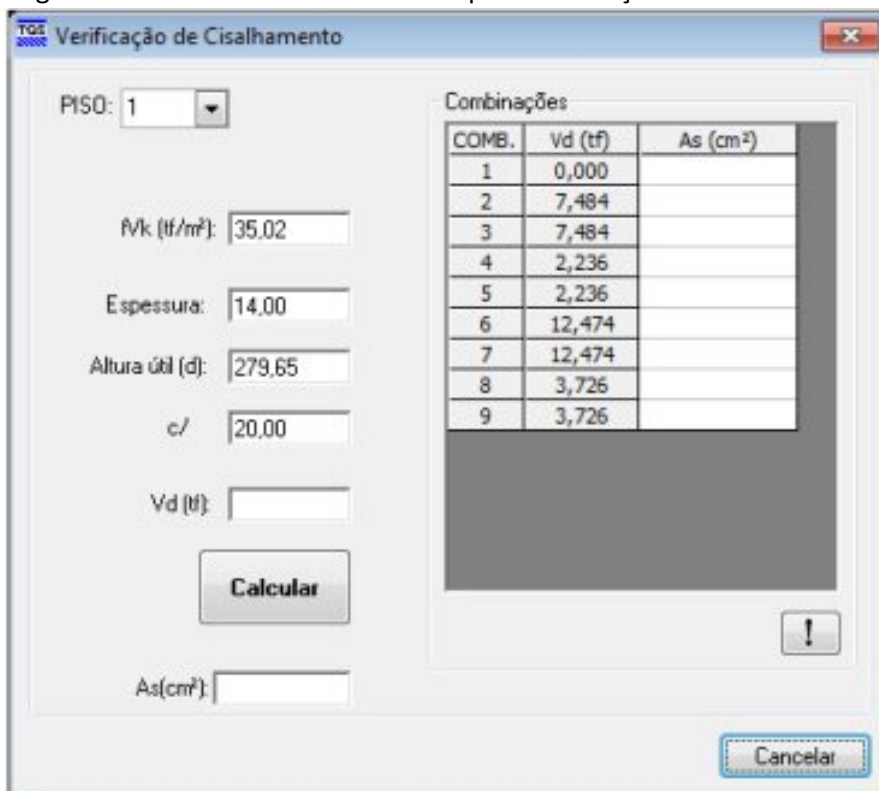 TQS Verificação de Cisalhamento
PISO: 1
fVk (tf/m²): 35,02
Espessura: 14,00
Altura útil (d): 279,65
c/ 20,00
Vd (tf):
Calcular
As(cm²):
Combinações
COMB. Vd (tf) As (cm²)
1 0,000
2 7,484
3 7,484
4 2,236
5 2,236
6 12,474
7 12,474
8 3,726
9 3,726
!
Cancelar